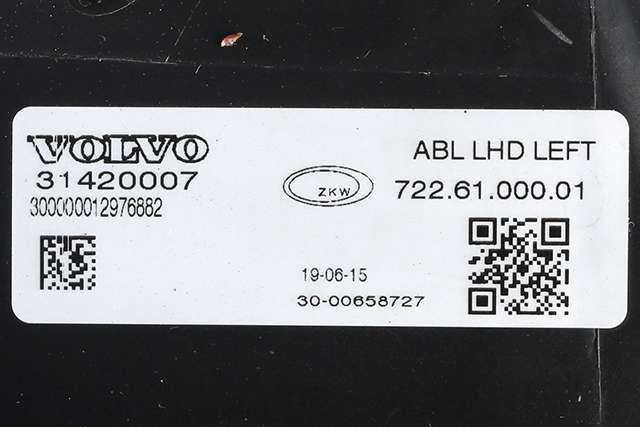 VOLVO
31420007
300000012976882
ZKW
ABL LHD LEFT
722.61.000.01
19-06-15
30-00658727